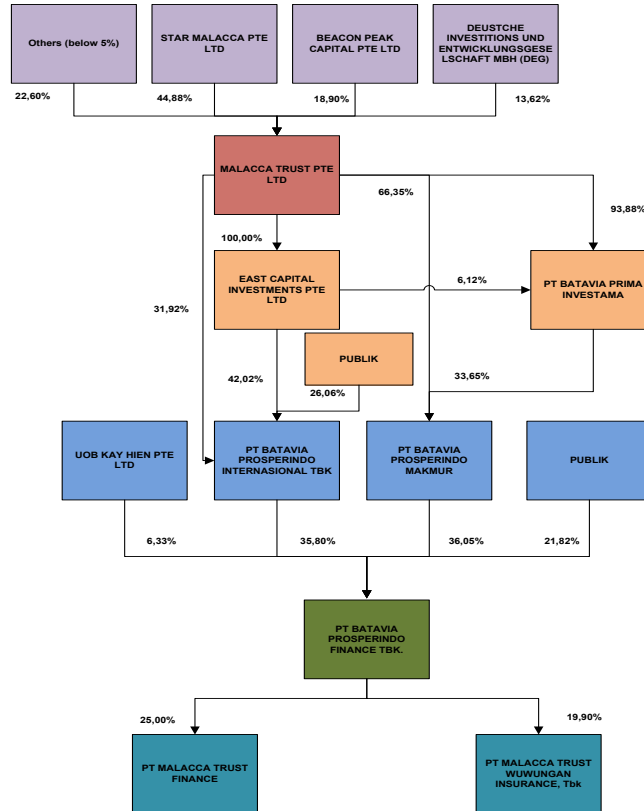 Others (below 5%)
STAR MALACCA PTE
LTD
BEACON PEAK
CAPITAL PTE LTD
DEUSTCHE
INVESTITIONS UND
ENTWICKLUNGSGESE
LSCHAFT MBH (DEG)
22,60%
44,88%
18,90%
13,62%
MALACCA TRUST PTE
LTD
66,35%
93,88%
100,00%
EAST CAPITAL
INVESTMENTS PTE
LTD
6,12%
PT BATAVIA PRIMA
INVESTAMA
31,92%
PUBLIK
42,02%
26,06%
33,65%
UOB KAY HIEN PTE
LTD
PT BATAVIA
PROSPERINDO
INTERNASIONAL TBK
PT BATAVIA
PROSPERINDO
MAKMUR
PUBLIK
6,33%
35,80%
36,05%
21,82%
PT BATAVIA
PROSPERINDO
FINANCE TBK.
25,00%
19,90%
PT MALACCA TRUST
FINANCE
PT MALACCA TRUST
WUWUNGAN
INSURANCE, Tbk